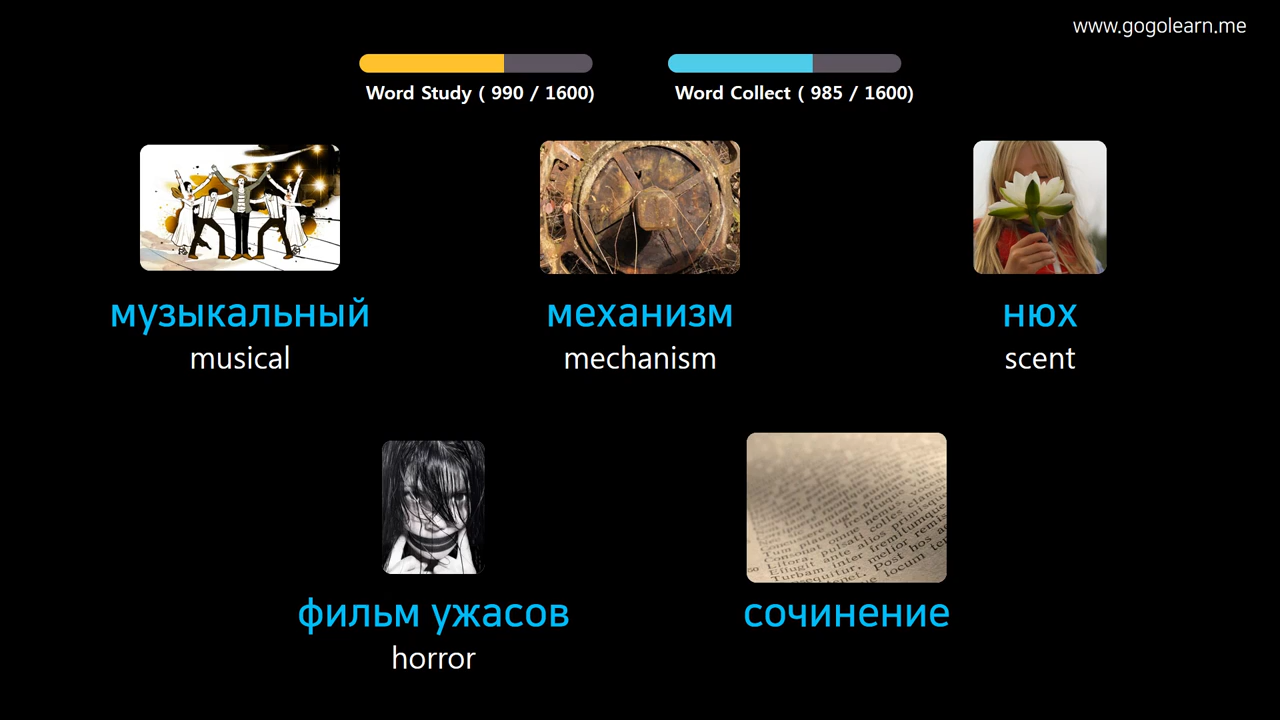 www.gogolearn.me
Word Study ( 990 / 1600)
Word Collect ( 985 / 1600)
музыкальный
musical
механизм
mechanism
нюх
scent
фильм ужасов
horror
сочинение